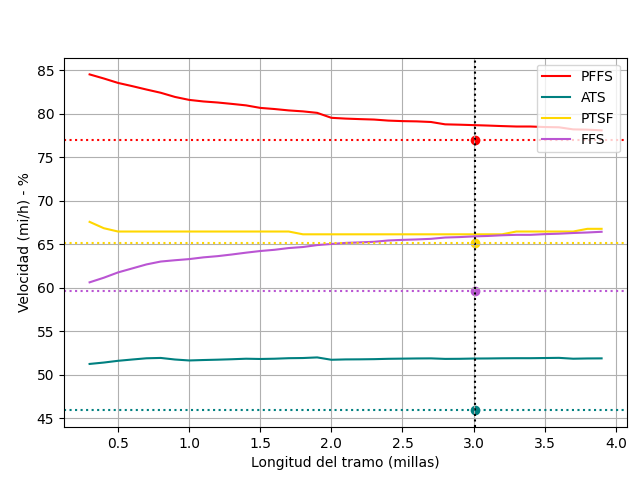 85
80
75
70
65
60
55
50
45
Velocidad (mi/h) - %
PFFS
ATS
PTSF
FFS
0.5 1.0 1.5 2.0 2.5 3.0 3.5 4.0
Longitud del tramo (millas)